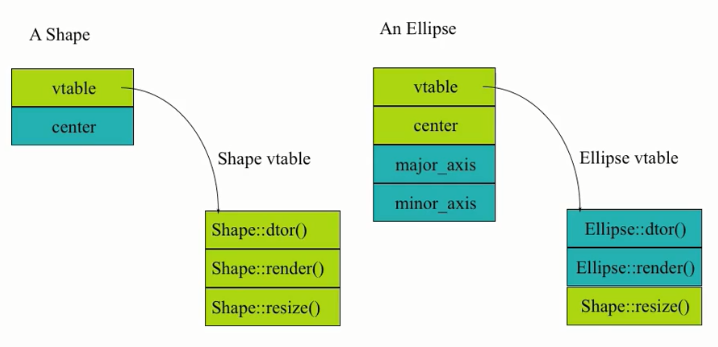 A Shape
vtable
center
Shape vtable
Shape::dtor()
Shape::render()
Shape::resize()
An Ellipse
vtable
center
major_axis
minor_axis
Ellipse vtable
Ellipse::dtor()
Ellipse::render()
Shape::resize()